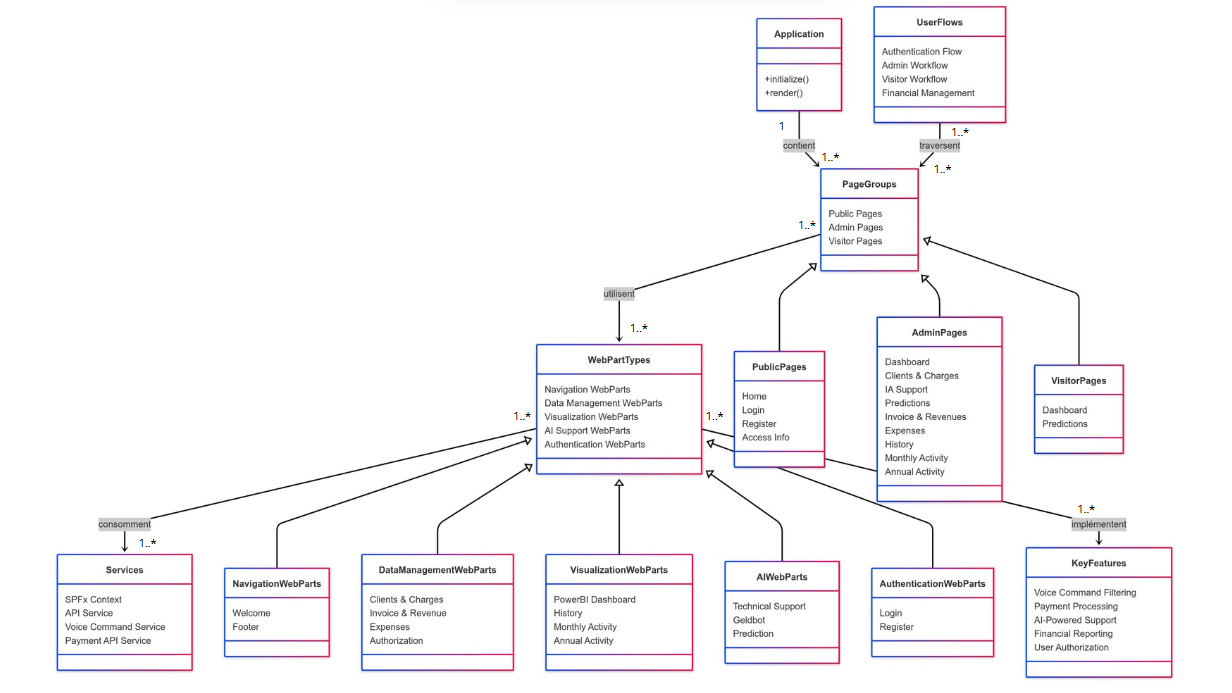 Application
+initialize()
+render()
UserFlows
Authentication Flow
Admin Workflow
Visitor Workflow
Financial Management
1
contient
1..*
1..*
traversent
1..*
PageGroups
Public Pages
Admin Pages
Visitor Pages
1..*
utilisent
1..*
WebPartTypes
Navigation WebParts
Data Management WebParts
Visualization WebParts
AI Support WebParts
Authentication WebParts
1..*
1..*
PublicPages
Home
Login
Register
Access Info
AdminPages
Dashboard
Clients & Charges
IA Support
Predictions
Invoice & Revenues
Expenses
History
Monthly Activity
Annual Activity
VisitorPages
Dashboard
Predictions
consomment
1..*
1..*
implémentent
Services
SPFx Context
API Service
Voice Command Service
Payment API Service
NavigationWebParts
Welcome
Footer
DataManagementWebParts
Clients & Charges
Invoice & Revenue
Expenses
Authorization
VisualizationWebParts
PowerBI Dashboard
History
Monthly Activity
Annual Activity
AIWebParts
Technical Support
Geldbot
Prediction
AuthenticationWebParts
Login
Register
KeyFeatures
Voice Command Filtering
Payment Processing
AI-Powered Support
Financial Reporting
User Authorization